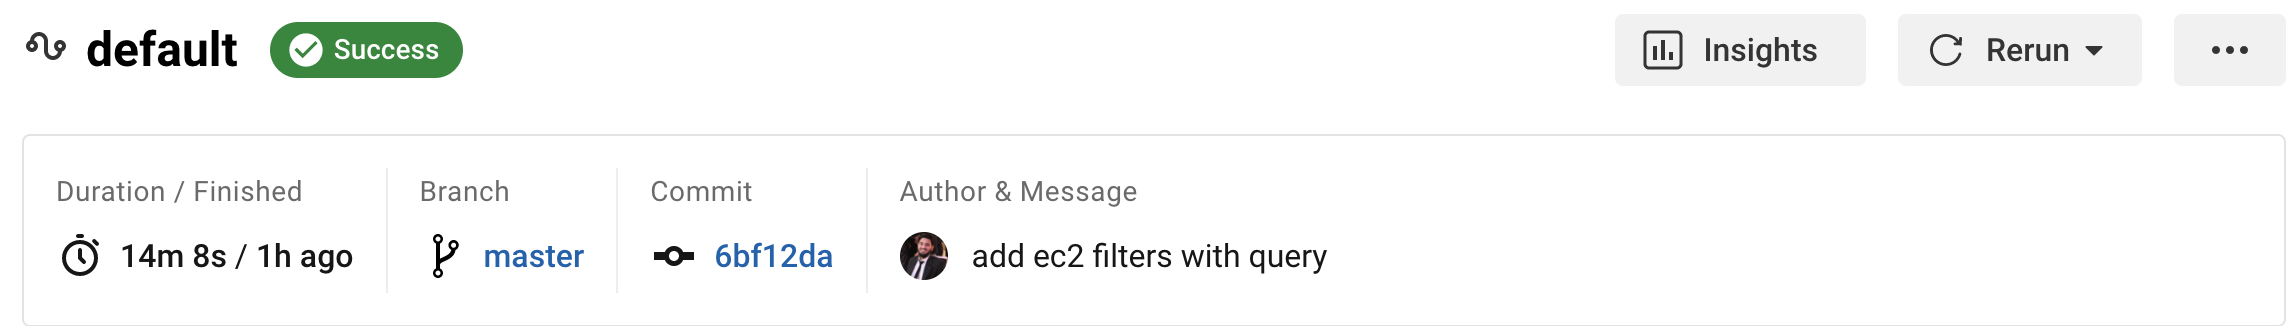 default Success Insights Rerun
Duration / Finished Branch Commit Author & Message
14m 8s / 1h ago master 6bf12da add ec2 filters with query